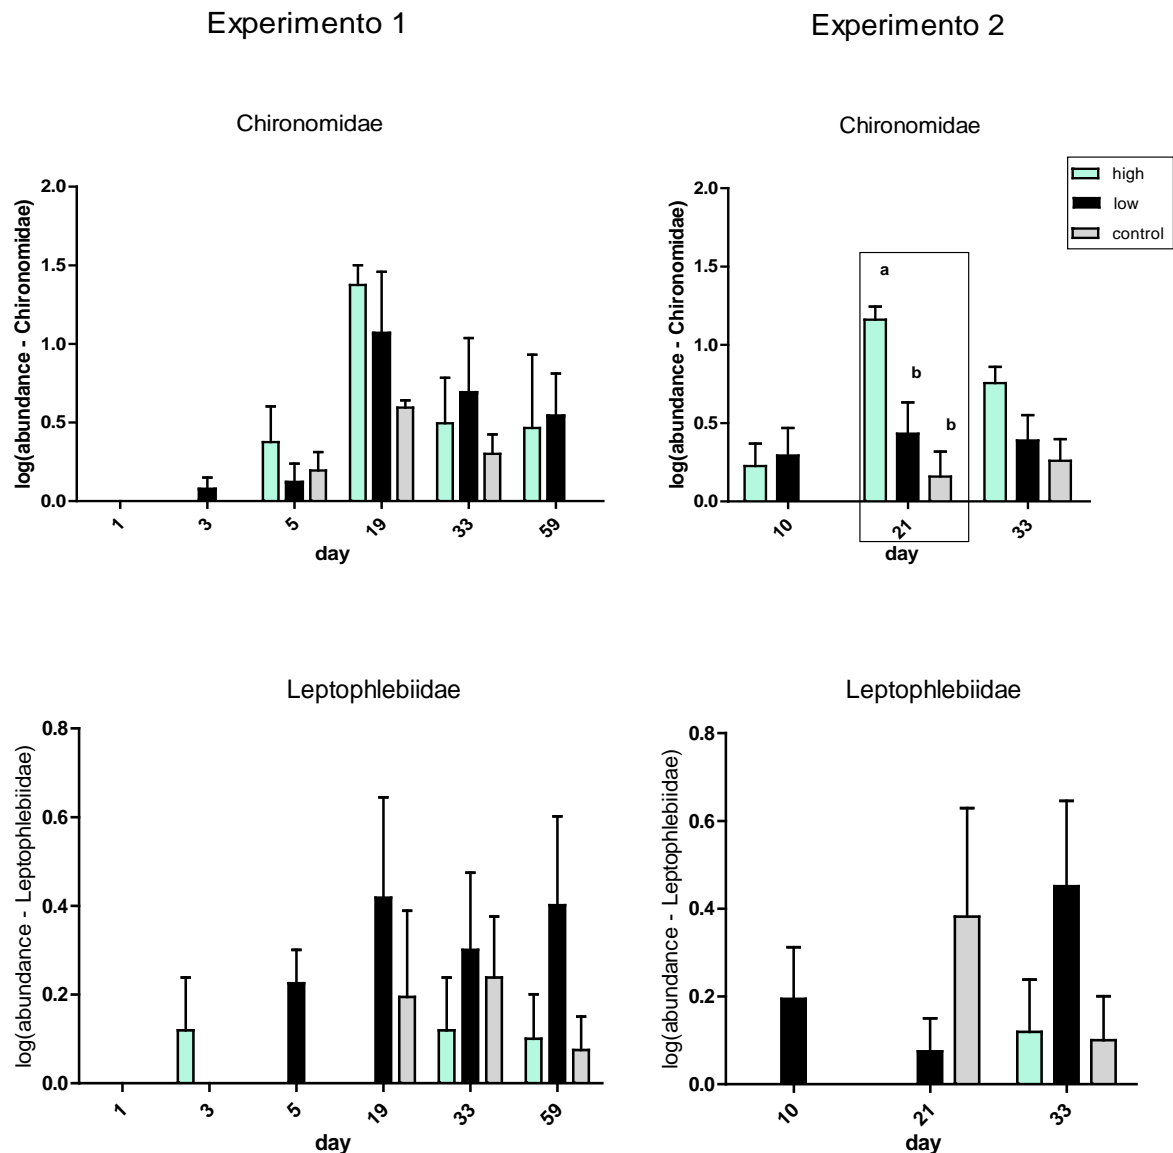 Experimento 1
Experimento 2
Chironomidae
Chironomidae
high
low
control
log(abundance - Chironomidae)
2.0
1.5
1.0
0.5
0.0
1 3 5 19 33 59
day
log(abundance - Chironomidae)
2.0
1.5
1.0
0.5
0.0
a
b
b
10 21 33
day
Leptophlebiidae
Leptophlebiidae
log(abundance - Leptophlebiidae)
0.8
0.6
0.4
0.2
0.0
1 3 5 19 33 59
day
log(abundance - Leptophlebiidae)
0.8
0.6
0.4
0.2
0.0
10 21 33
day